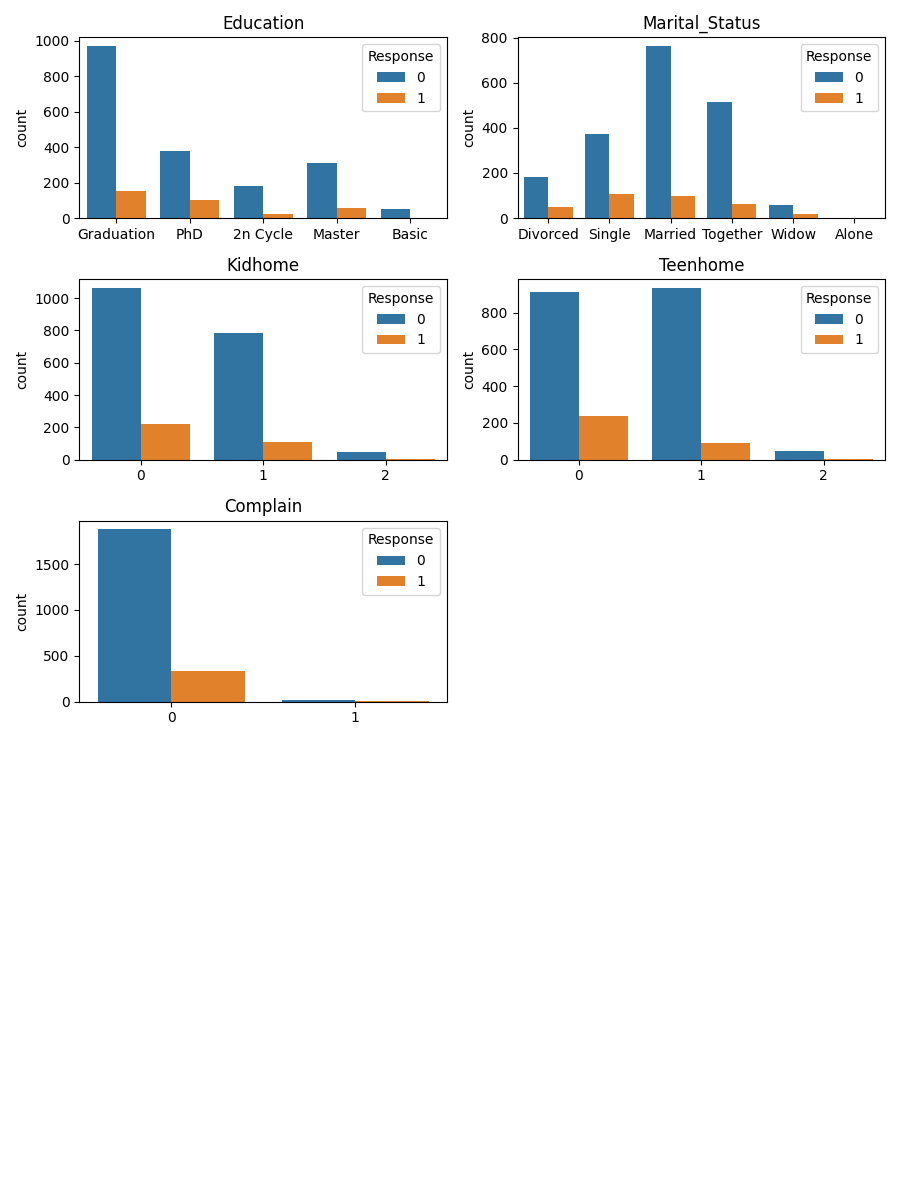 Education
count
1000
800
600
400
200
0
Graduation PhD 2n Cycle Master Basic
Response
0
1
Marital_Status
count
800
600
400
200
0
Divorced Single Married Together Widow Alone
Response
0
1
Kidhome
count
1000
800
600
400
200
0
0 1 2
Response
0
1
Teenhome
count
800
600
400
200
0
0 1 2
Response
0
1
Complain
count
1500
1000
500
0
0 1
Response
0
1